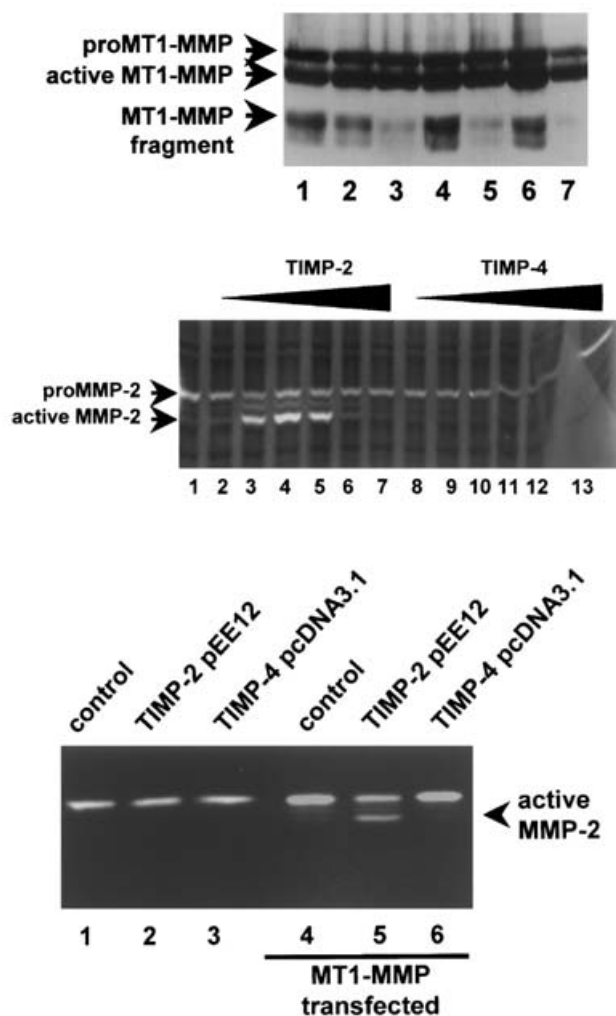 proMT1-MMP
active MT1-MMP
MT1-MMP
fragment
1 2 3 4 5 6 7
TIMP-2 TIMP-4
proMMP-2
active MMP-2
1 2 3 4 5 6 7 8 9 10 11 12 13
control
TIMP-2 pEE12
TIMP-4 pcDNA3.1
control
TIMP-2 pEE12
TIMP-4 pcDNA3.1
active
MMP-2
1 2 3 4 5 6
MT1-MMP
transfected